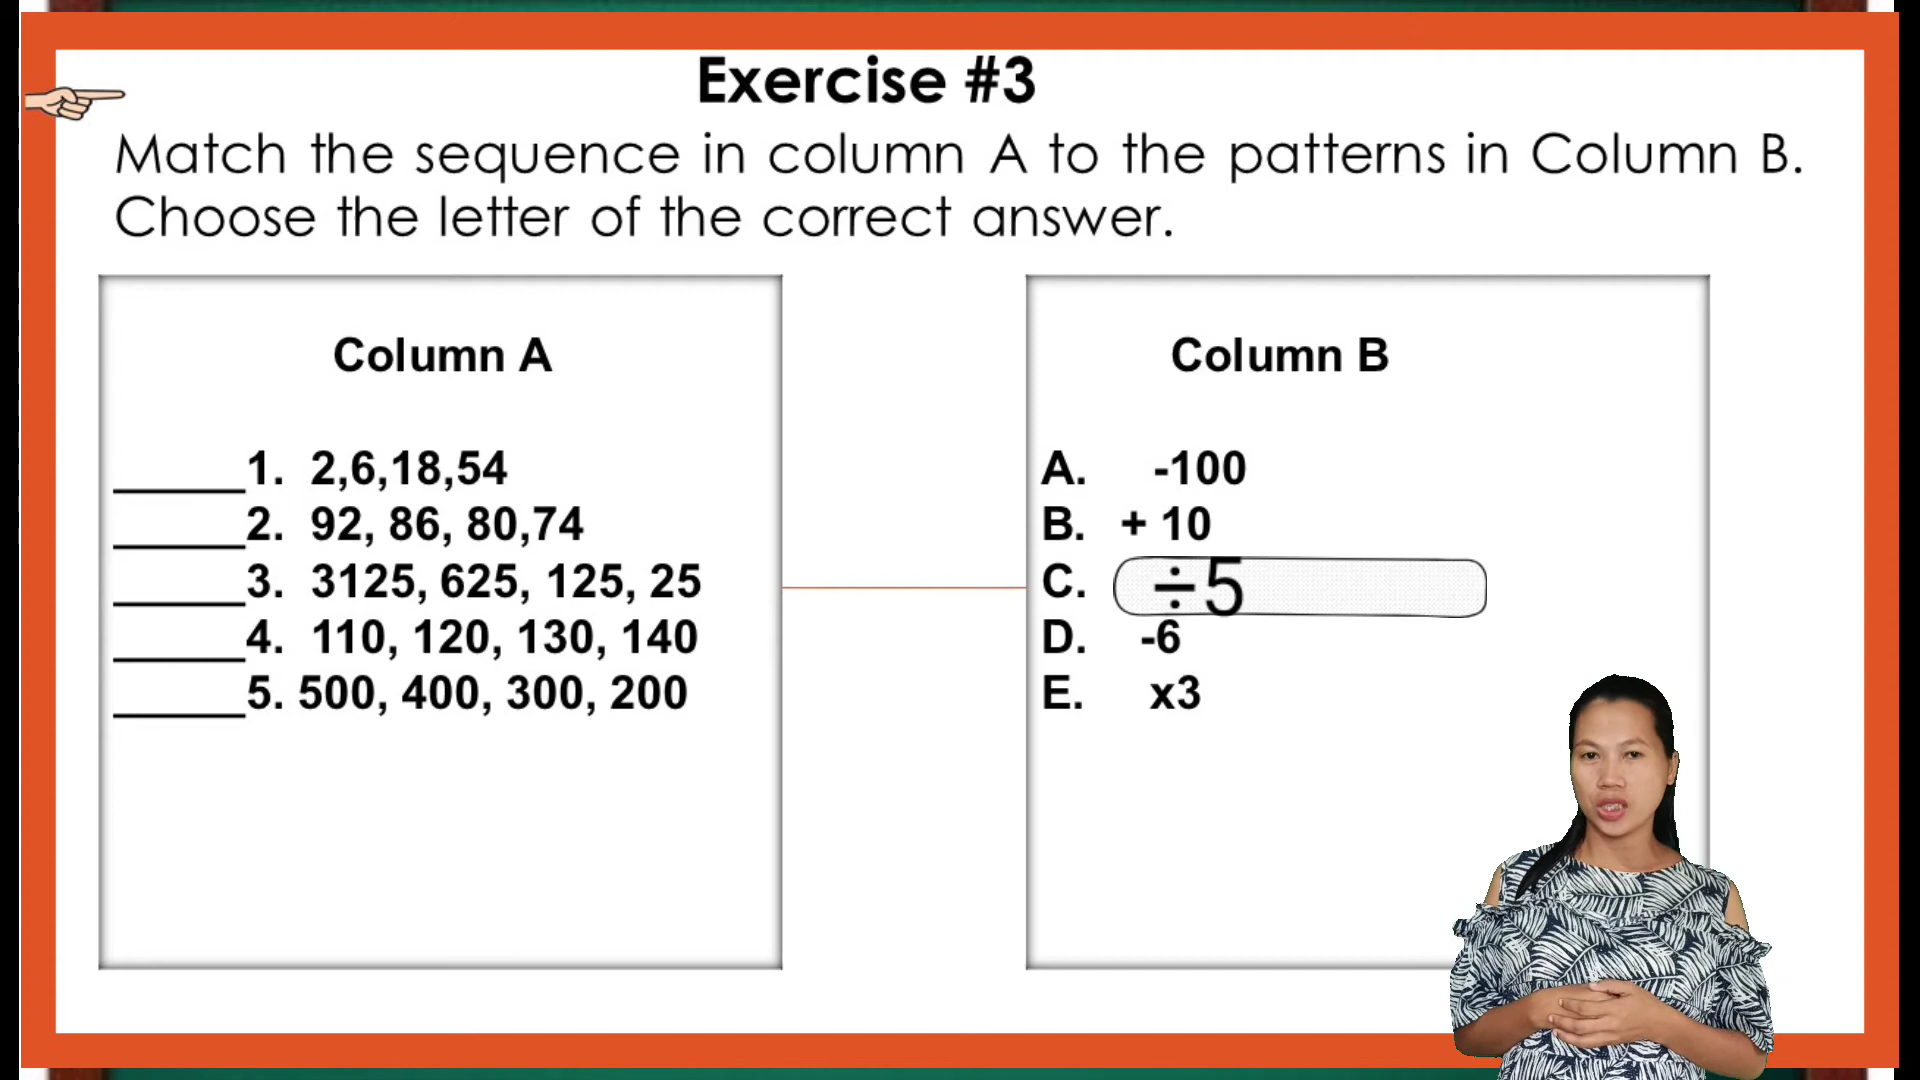 Exercise #3
Match the sequence in column A to the patterns in Column B.
Choose the letter of the correct answer.
Column A
______1. 2,6,18,54
______2. 92, 86, 80,74
______3. 3125, 625, 125, 25
______4. 110, 120, 130, 140
______5. 500, 400, 300, 200
Column B
A. -100
B. + 10
C. ÷5
D. -6
E. x3